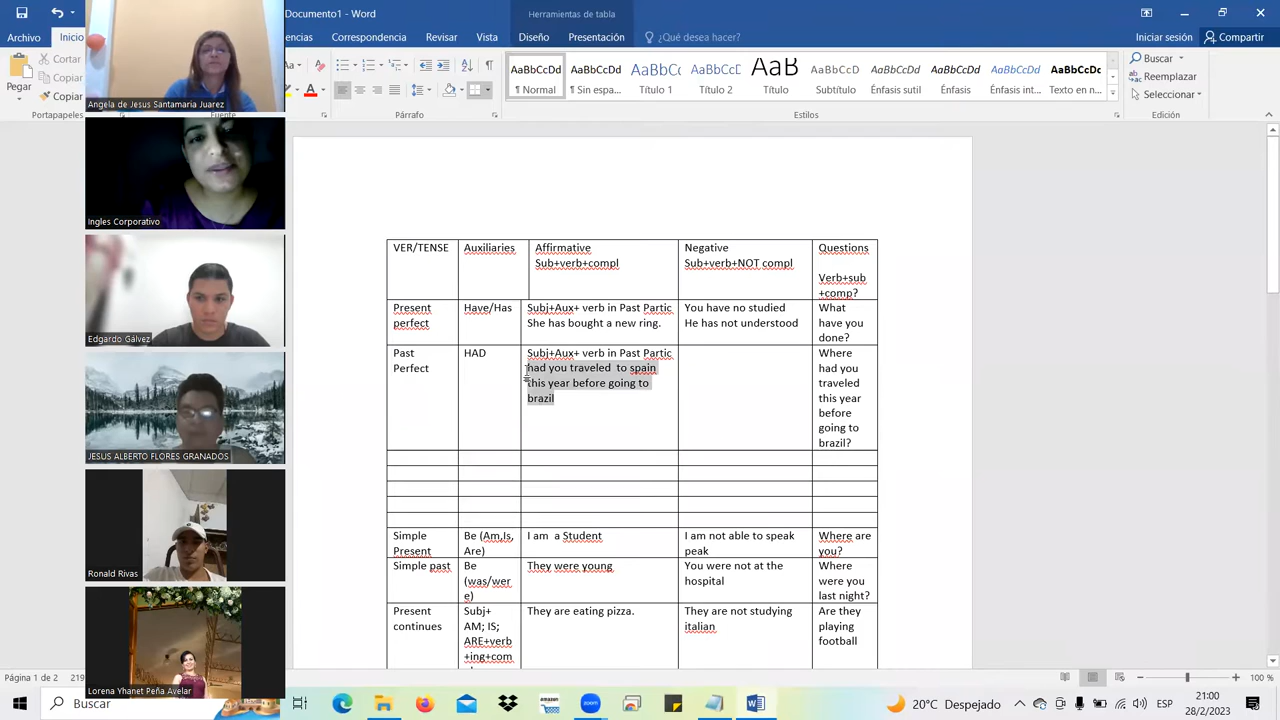 Documento1 - Word
Herramientas de tabla
Archivo
Inicio
Referencias
Correspondencia
Revisar
Vista
Diseño
Presentación
¿Qué desea hacer?
Iniciar sesión
Compartir
Cortar
Copiar
AaBbCcDd
AaBbCcDd
AaBbCc
AaBbCcC
AaB
AaBbCcD
AaBbCcDd
AaBbCcDd
AaBbCcDd
AaBbCcDc
¶ Normal
¶ Sin espa...
Título 1
Título 2
Título
Subtítulo
Énfasis sutil
Énfasis
Énfasis int...
Texto en n...
Buscar
Reemplazar
Seleccionar
Portapapeles
Fuente
Párrafo
Estilos
Edición
Angela de Jesus Santamaria Juarez
Ingles Corporativo
Edgardo Gálvez
JESUS ALBERTO FLORES GRANADOS
Ronald Rivas
Lorena Yhanet Peña Avelar
VER/TENSE
Auxiliaries
Affirmative
Sub+verb+compl
Negative
Sub+verb+NOT compl
Questions
Verb+sub
+comp?
Present
perfect
Have/Has
Subj+Aux+ verb in Past Partic
She has bought a new ring.
You have no studied
He has not understood
What
have you
done?
Past
Perfect
HAD
Subj+Aux+ verb in Past Partic
had you traveled to spain
this year before going to
brazil
Where
had you
traveled
this year
before
going to
brazil?
Simple
Present
Be (Am,Is,
Are)
I am a Student
I am not able to speak
peak
Where are
you?
Simple past
Be
(was/wer
e)
They were young
You were not at the
hospital
Where
were you
last night?
Present
continues
Subj+
AM; IS;
ARE+verb
+ing+com
They are eating pizza.
They are not studying
italian
Are they
playing
football
Página 1 de 2
100 %
Buscar
amazon
zoom
20°C Despejado
ESP
21:00
28/2/2023